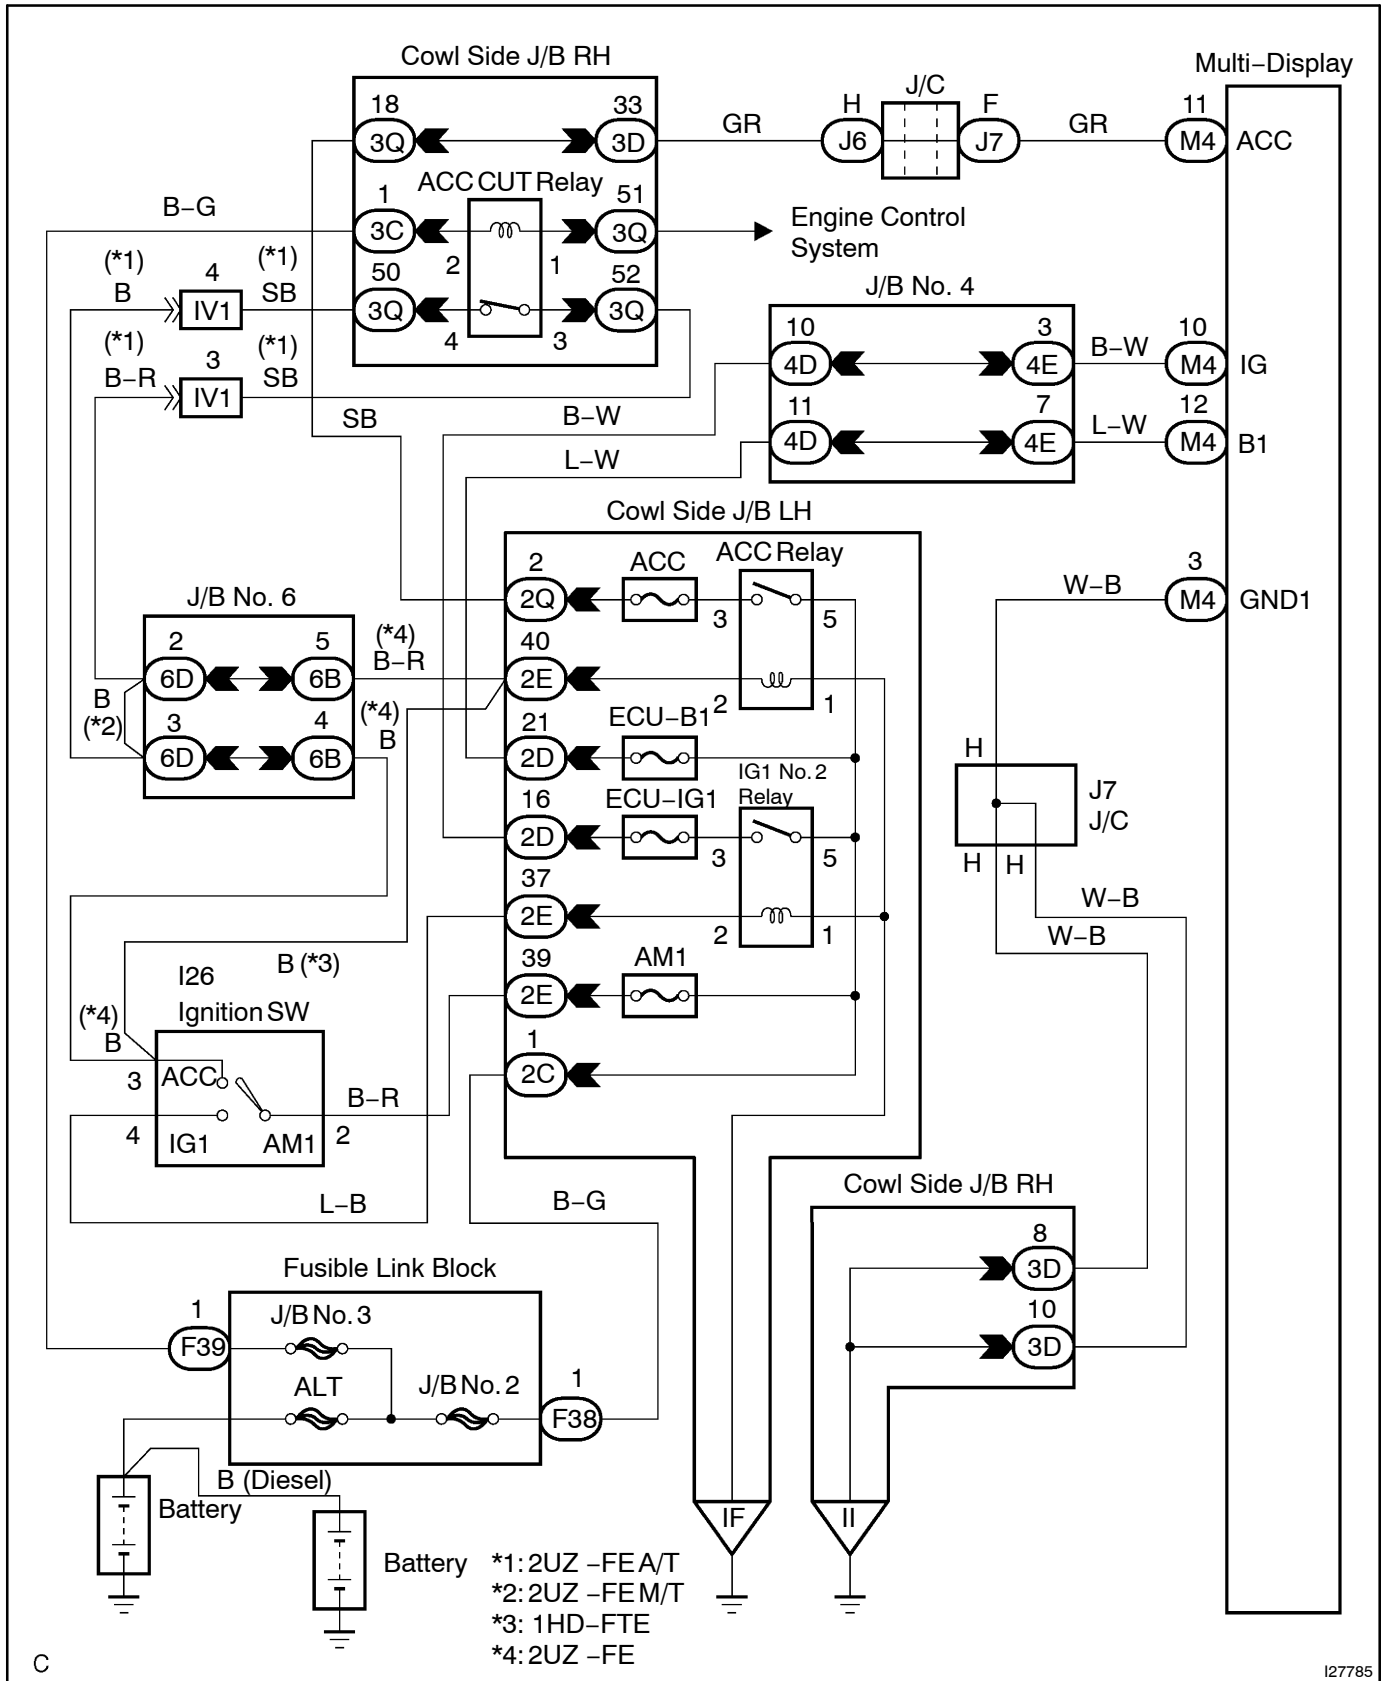 Cowl Side J/B RH
Multi-Display
18
33
H
J/C
F
11
3Q
3D
GR
J6
J7
GR
M4
ACC
ACC CUT Relay
1
51
B-G
3C
3Q
Engine Control
System
2
1
(*1)
B
4
(*1)
SB
50
52
IV1
3Q
3Q
4
3
J/B No. 4
(*1)
B-R
3
(*1)
SB
IV1
10
3
B-W
10
4D
4E
M4
IG
SB
B-W
11
7
L-W
12
4D
4E
M4
B1
L-W
Cowl Side J/B LH
2
ACC
ACC Relay
2Q
3
5
W-B
3
M4
GND1
J/B No. 6
2
5
(*4)
B-R
40
6D
6B
2E
2
1
B
(*2)
3
4
(*4)
B
21
ECU-B1
6D
6B
2D
IG1 No. 2
Relay
H
J7
J/C
16
ECU-IG1
2D
3
5
H
H
37
2E
2
1
W-B
W-B
B (*3)
39
AM1
2E
I26
Ignition SW
(*4)
B
1
2C
3
ACC
B-R
4
IG1
AM1
2
L-B
B-G
Cowl Side J/B RH
8
3D
10
3D
Fusible Link Block
1
J/B No. 3
F39
ALT
J/B No. 2
1
F38
B (Diesel)
Battery
Battery
IF
II
*1: 2UZ-FE A/T
*2: 2UZ-FE M/T
*3: 1HD-FTE
*4: 2UZ-FE
C
I27785